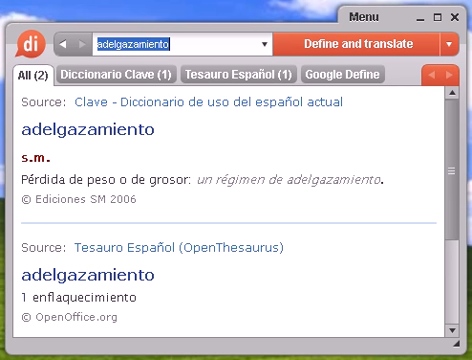 Menu
di
adelgazamiento
Define and translate
All (2)
Diccionario Clave (1)
Tesauro Español (1)
Google Define
Source: Clave - Diccionario de uso del español actual
adelgazamiento
s.m.
Pérdida de peso o de grosor: un régimen de adelgazamiento.
© Ediciones SM 2006
Source: Tesauro Español (OpenThesaurus)
adelgazamiento
1 enflaquecimiento
© OpenOffice.org